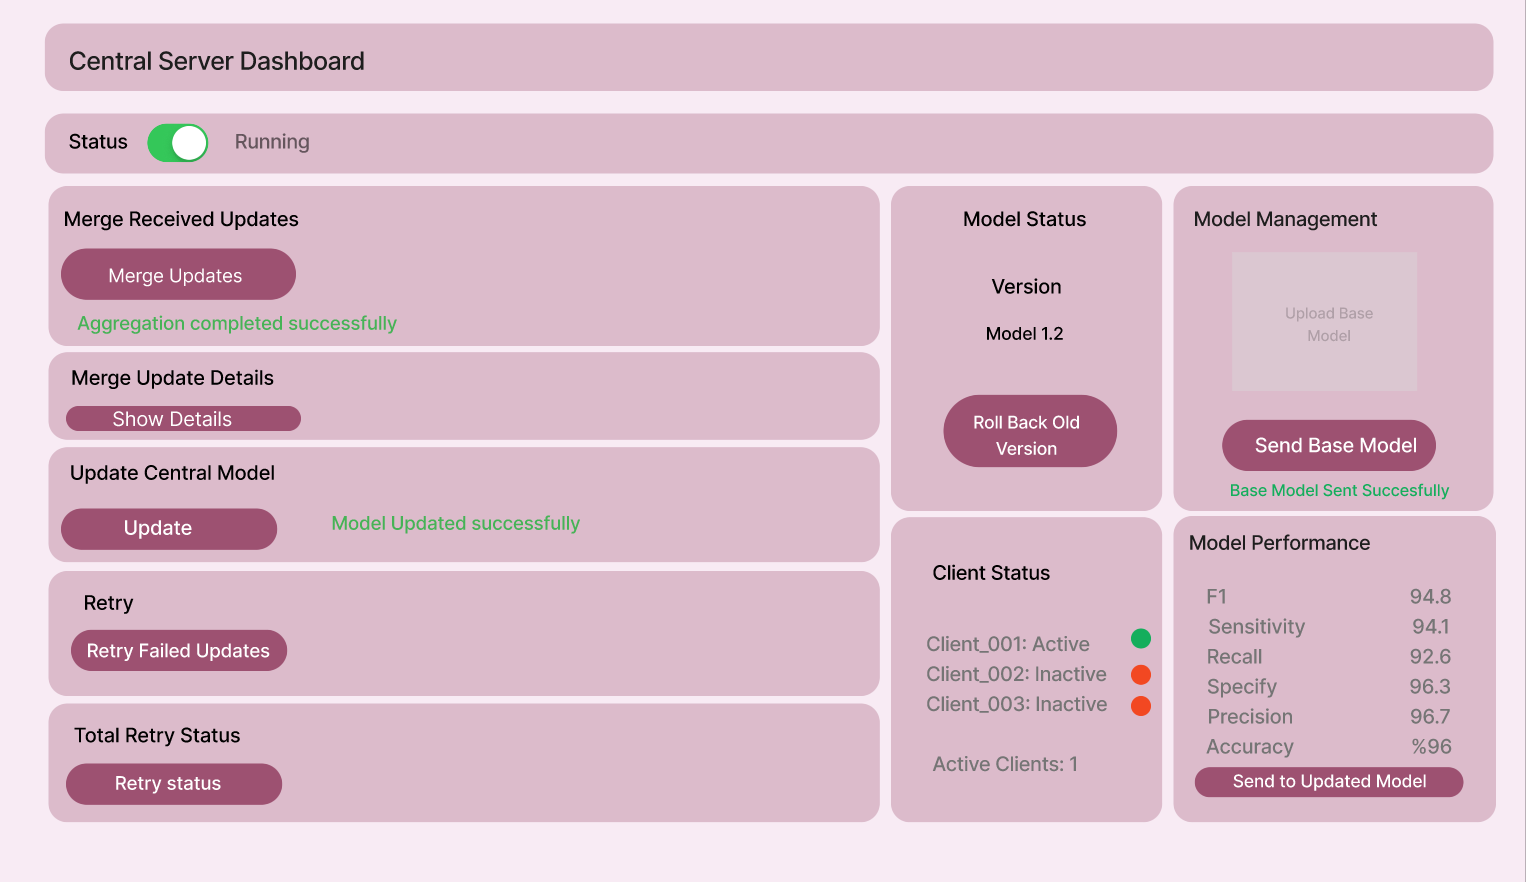 Central Server Dashboard
Status
Running
Merge Received Updates
Merge Updates
Aggregation completed successfully
Merge Update Details
Show Details
Update Central Model
Update
Model Updated successfully
Retry
Retry Failed Updates
Total Retry Status
Retry status
Model Status
Version
Model 1.2
Roll Back Old
Version
Client Status
Client_001: Active
Client_002: Inactive
Client_003: Inactive
Active Clients: 1
Model Management
Upload Base
Model
Send Base Model
Base Model Sent Succesfully
Model Performance
F1 94.8
Sensitivity 94.1
Recall 92.6
Specify 96.3
Precision 96.7
Accuracy %96
Send to Updated Model